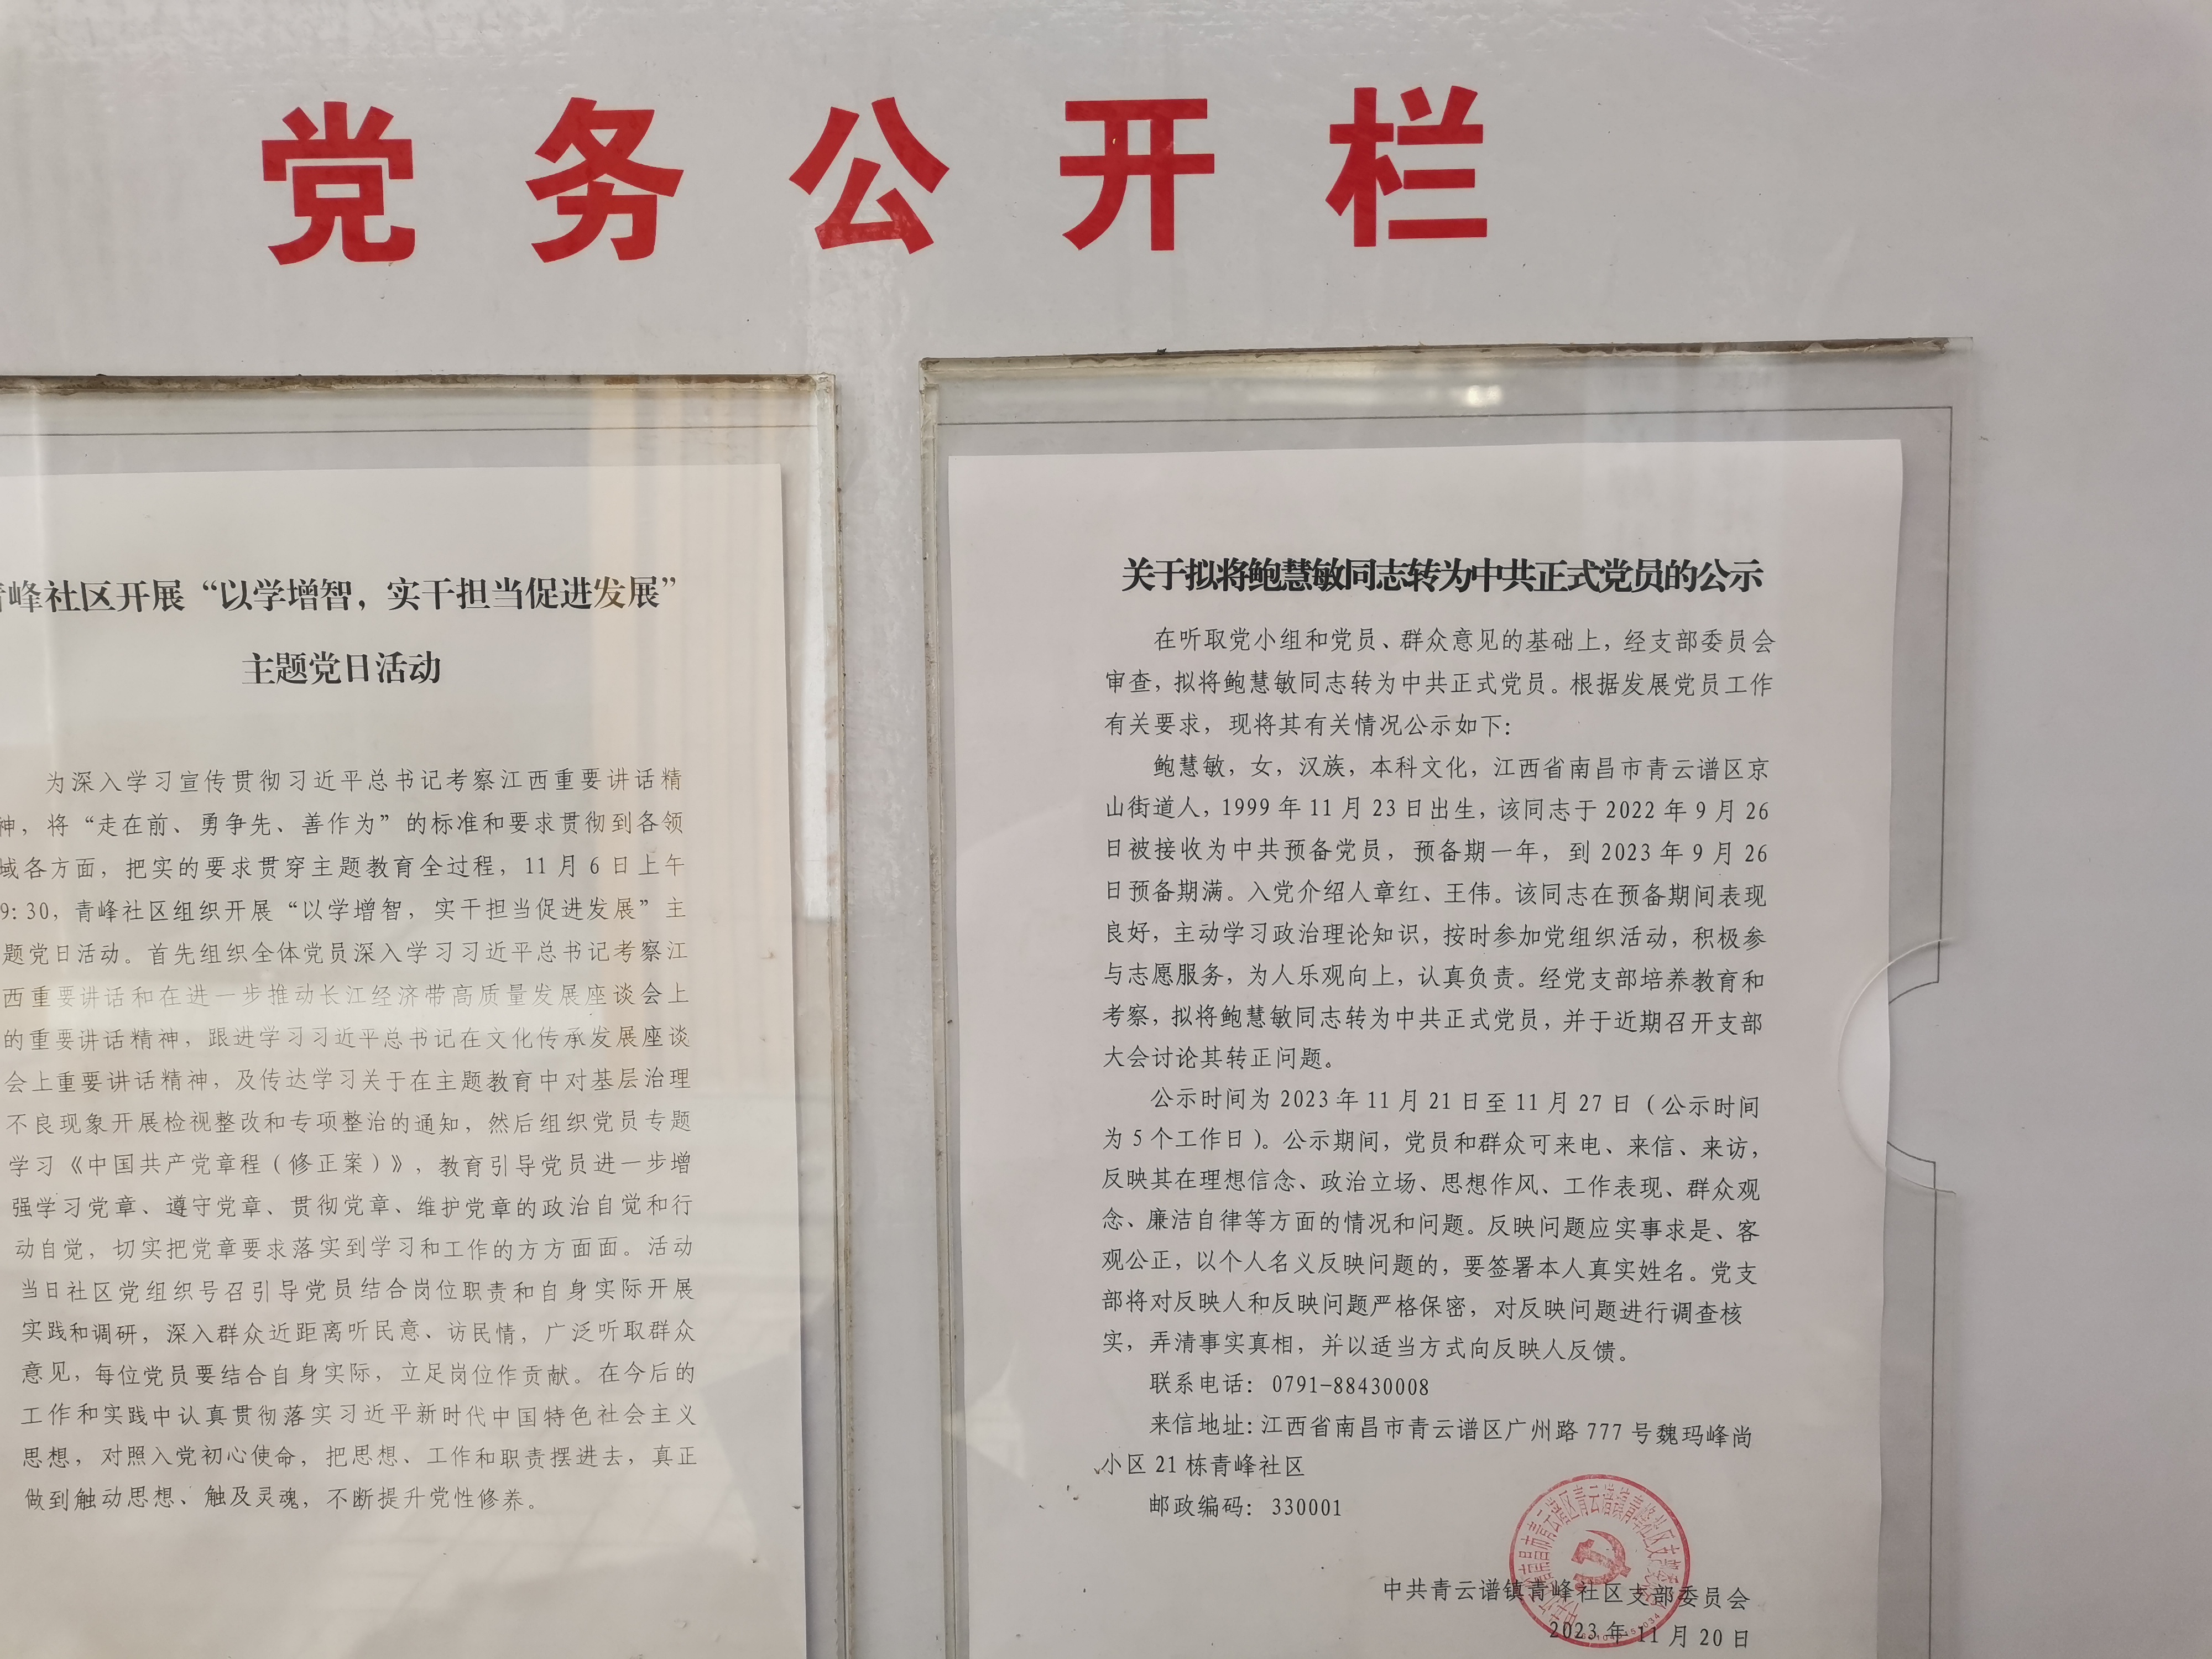 党务公开栏
青峰社区开展“以学增智，实干担当促进发展”
主题党日活动
为深入学习宣传贯彻习近平总书记考察江西重要讲话精
神，将“走在前、勇争先、善作为”的标准和要求贯彻到各领
域各方面，把实的要求贯穿主题教育全过程，11月6日上午
9:30，青峰社区组织开展“以学增智，实干担当促进发展”主
题党日活动。首先组织全体党员深入学习习近平总书记考察江
西重要讲话和在进一步推动长江经济带高质量发展座谈会上
的重要讲话精神，跟进学习习近平总书记在文化传承发展座谈
会上重要讲话精神，及传达学习关于在主题教育中对基层治理
不良现象开展检视整改和专项整治的通知，然后组织党员专题
学习《中国共产党章程（修正案）》，教育引导党员进一步增
强学习党章、遵守党章、贯彻党章、维护党章的政治自觉和行
动自觉，切实把党章要求落实到学习和工作的方方面面。活动
当日社区党组织号召引导党员结合岗位职责和自身实际开展
实践和调研，深入群众近距离听民意、访民情，广泛听取群众
意见，每位党员要结合自身实际，立足岗位作贡献。在今后的
工作和实践中认真贯彻落实习近平新时代中国特色社会主义
思想，对照入党初心使命，把思想、工作和职责摆进去，真正
做到触动思想、触及灵魂，不断提升党性修养。
关于拟将鲍慧敏同志转为中共正式党员的公示
在听取党小组和党员、群众意见的基础上，经支部委员会
审查，拟将鲍慧敏同志转为中共正式党员。根据发展党员工作
有关要求，现将其有关情况公示如下：
鲍慧敏，女，汉族，本科文化，江西省南昌市青云谱区京
山街道人，1999年11月23日出生，该同志于2022年9月26
日被接收为中共预备党员，预备期一年，到2023年9月26
日预备期满。入党介绍人章红、王伟。该同志在预备期间表现
良好，主动学习政治理论知识，按时参加党组织活动，积极参
与志愿服务，为人乐观向上，认真负责。经党支部培养教育和
考察，拟将鲍慧敏同志转为中共正式党员，并于近期召开支部
大会讨论其转正问题。
公示时间为2023年11月21日至11月27日（公示时间
为5个工作日）。公示期间，党员和群众可来电、来信、来访，
反映其在理想信念、政治立场、思想作风、工作表现、群众观
念、廉洁自律等方面的情况和问题。反映问题应实事求是、客
观公正，以个人名义反映问题的，要签署本人真实姓名。党支
部将对反映人和反映问题严格保密，对反映问题进行调查核
实，弄清事实真相，并以适当方式向反映人反馈。
联系电话：0791-88430008
来信地址：江西省南昌市青云谱区广州路777号魏玛峰尚
小区21栋青峰社区
邮政编码：330001
中共青云谱镇青峰社区支部委员会
2023年11月20日